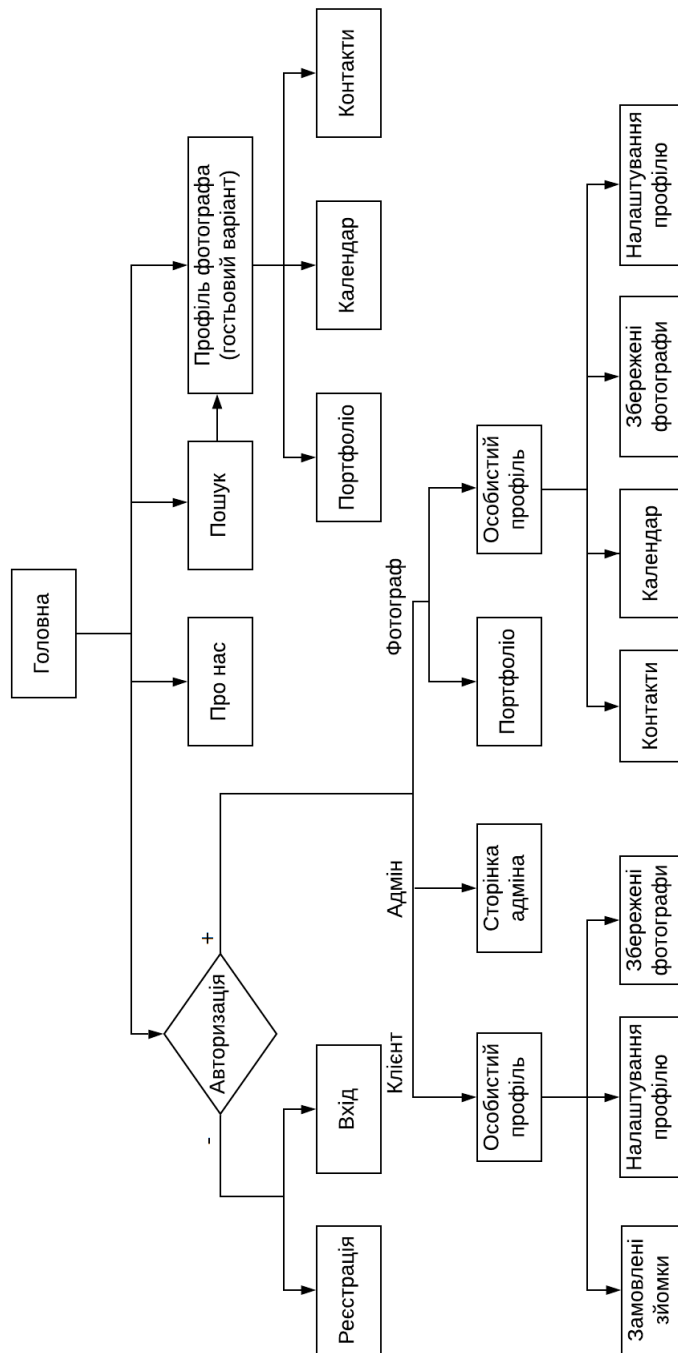 Головна
Авторизація
-
+
Про нас
Пошук
Профіль фотографа
(гостьовий варіант)
Реєстрація
Вхід
Портфоліо
Календар
Контакти
Клієнт
Адмін
Фотограф
Особистий
профіль
Сторінка
адміна
Портфоліо
Особистий
профіль
Замовлені
зйомки
Налаштування
профілю
Збережені
фотографи
Контакти
Календар
Збережені
фотографи
Налаштування
профілю